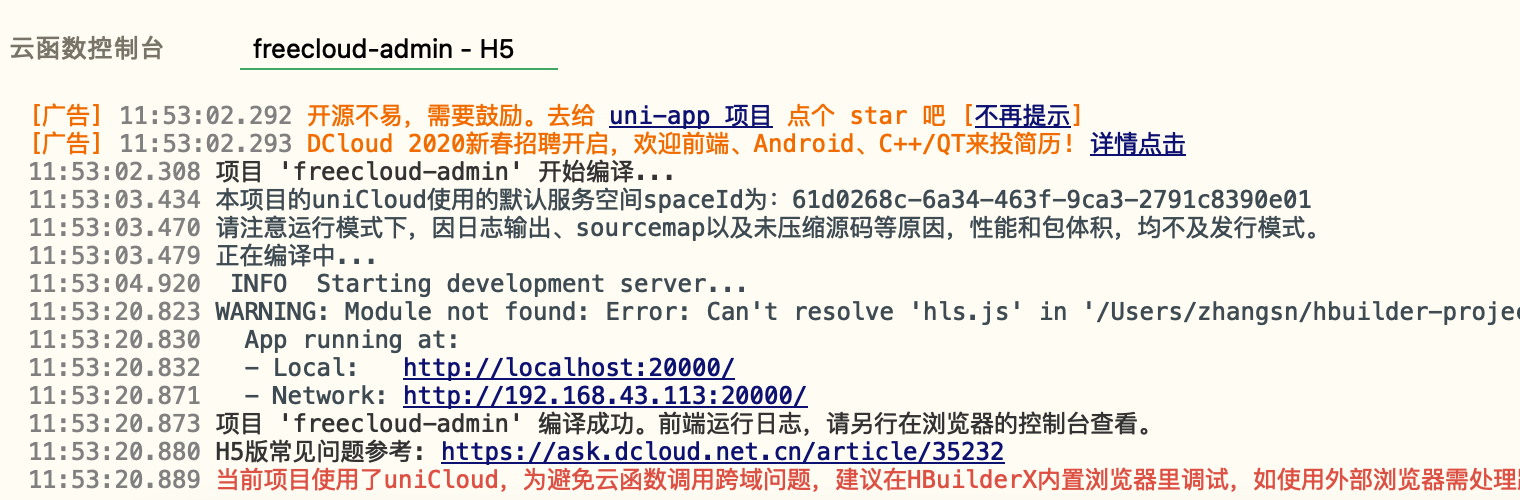 云函数控制台 freecloud-admin - H5
[广告] 11:53:02.292 开源不易，需要鼓励。去给 uni-app 项目 点个 star 吧 [不再提示]
[广告] 11:53:02.293 DCloud 2020新春招聘开启，欢迎前端、Android、C++/QT来投简历! 详情点击
11:53:02.308 项目 'freecloud-admin' 开始编译...
11:53:03.434 本项目的uniCloud使用的默认服务空间spaceId为：61d0268c-6a34-463f-9ca3-2791c8390e01
11:53:03.470 请注意运行模式下，因日志输出、sourcemap以及未压缩源码等原因，性能和包体积，均不及发行模式。
11:53:03.479 正在编译中...
11:53:04.920 INFO Starting development server...
11:53:20.823 WARNING: Module not found: Error: Can't resolve 'hls.js' in '/Users/zhangsn/hbuilder-projec
11:53:20.830 App running at:
11:53:20.832 - Local: http://localhost:20000/
11:53:20.871 - Network: http://192.168.43.113:20000/
11:53:20.873 项目 'freecloud-admin' 编译成功。前端运行日志，请另行在浏览器的控制台查看。
11:53:20.880 H5版常见问题参考: https://ask.dcloud.net.cn/article/35232
11:53:20.889 当前项目使用了uniCloud，为避免云函数调用跨域问题，建议在HBuilderX内置浏览器里调试，如使用外部浏览器需处理